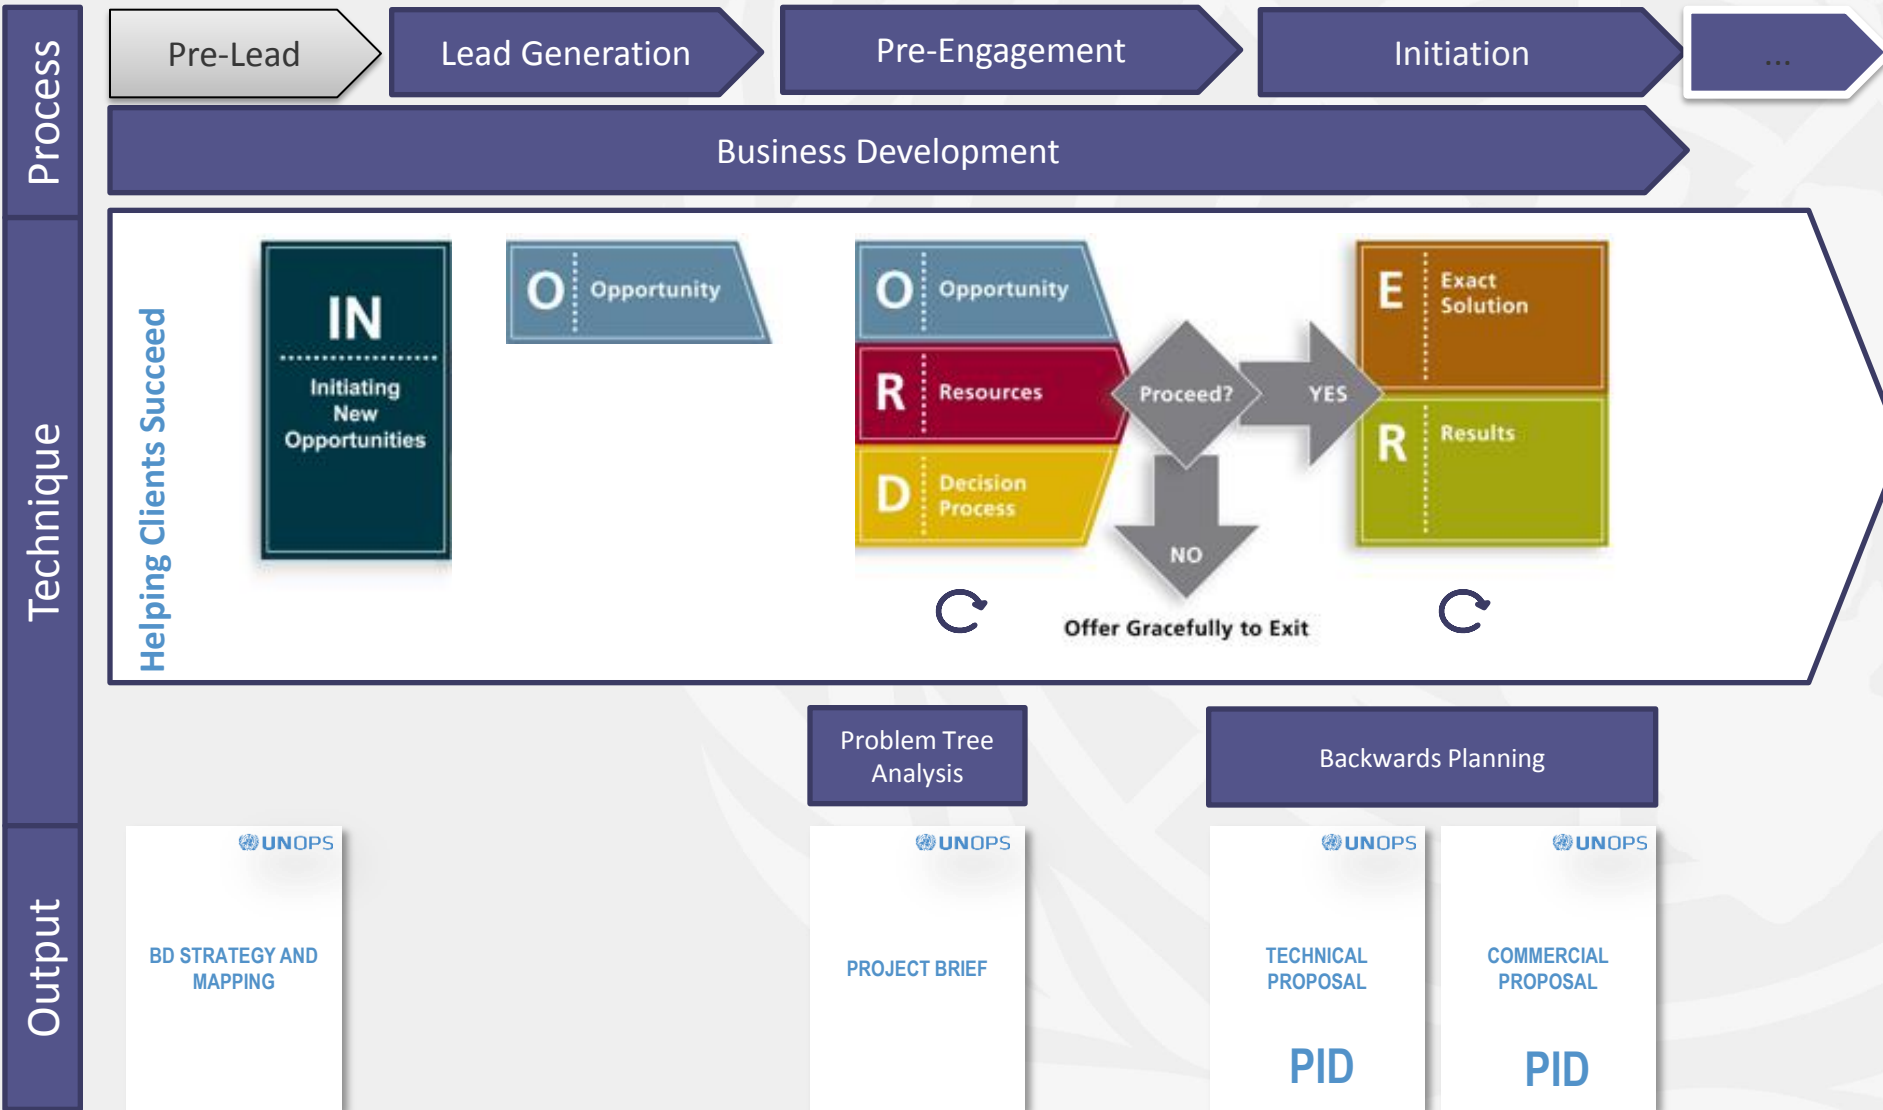 Process
Pre-Lead
Lead Generation
Pre-Engagement
Initiation
...
Business Development
Technique
Helping Clients Succeed
IN
Initiating
New
Opportunities
O
Opportunity
O
Opportunity
R
Resources
D
Decision
Process
Proceed?
YES
NO
Offer Gracefully to Exit
E
Exact
Solution
R
Results
Problem Tree
Analysis
Backwards Planning
Output
UNOPS
BD STRATEGY AND
MAPPING
UNOPS
PROJECT BRIEF
UNOPS
TECHNICAL
PROPOSAL
PID
UNOPS
COMMERCIAL
PROPOSAL
PID